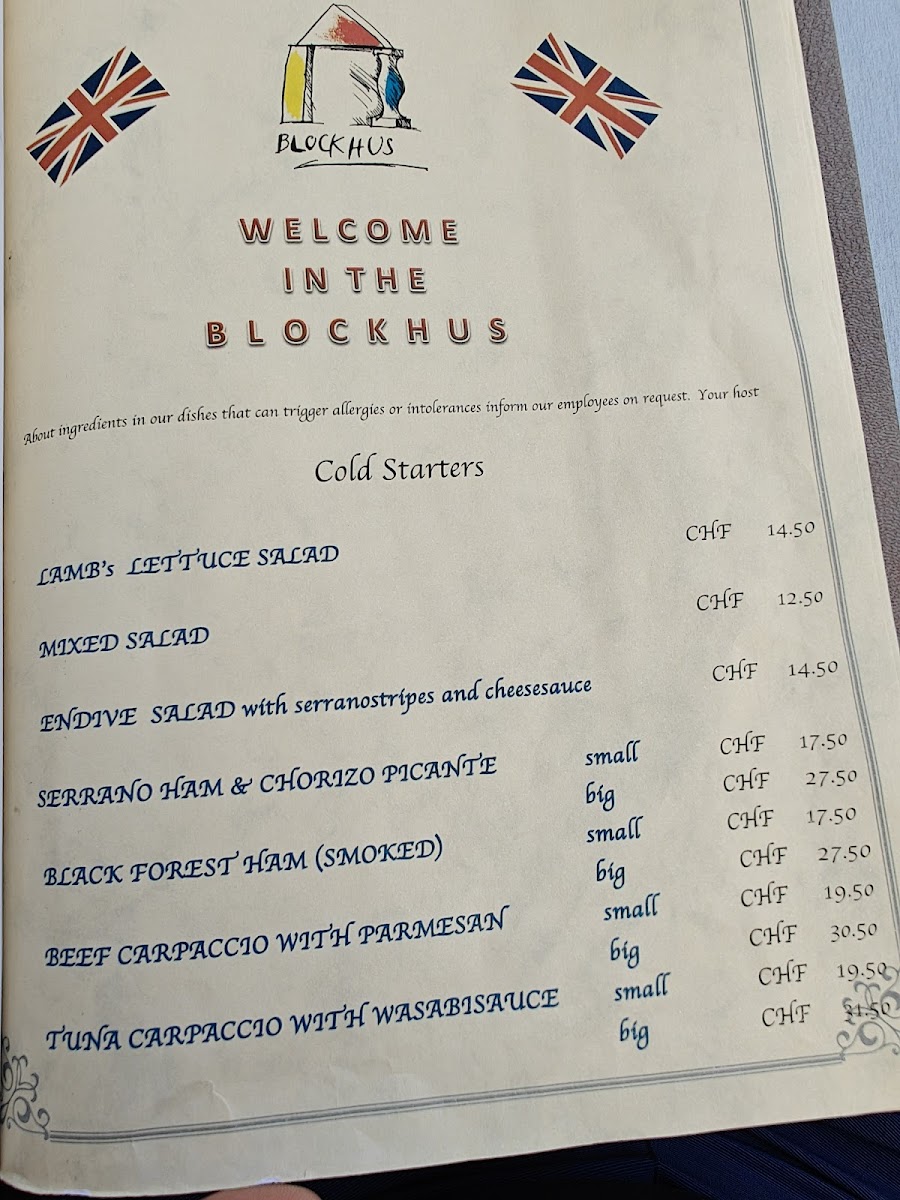 BLOCKHUS
WELCOME
IN THE
BLOCKHUS
About ingredients in our dishes that can trigger allergies or intolerances inform our employees on request. Your host
Cold Starters
LAMB's LETTUCE SALAD CHF 14.50
MIXED SALAD CHF 12.50
ENDIVE SALAD with serranostripes and cheesesauce CHF 14.50
SERRANO HAM & CHORIZO PICANTE small CHF 17.50
big CHF 27.50
BLACK FOREST HAM (SMOKED) small CHF 17.50
big CHF 27.50
BEEF CARPACCIO WITH PARMESAN small CHF 19.50
big CHF 30.50
TUNA CARPACCIO WITH WASABISAUCE small CHF 19.50
big CHF 31.50